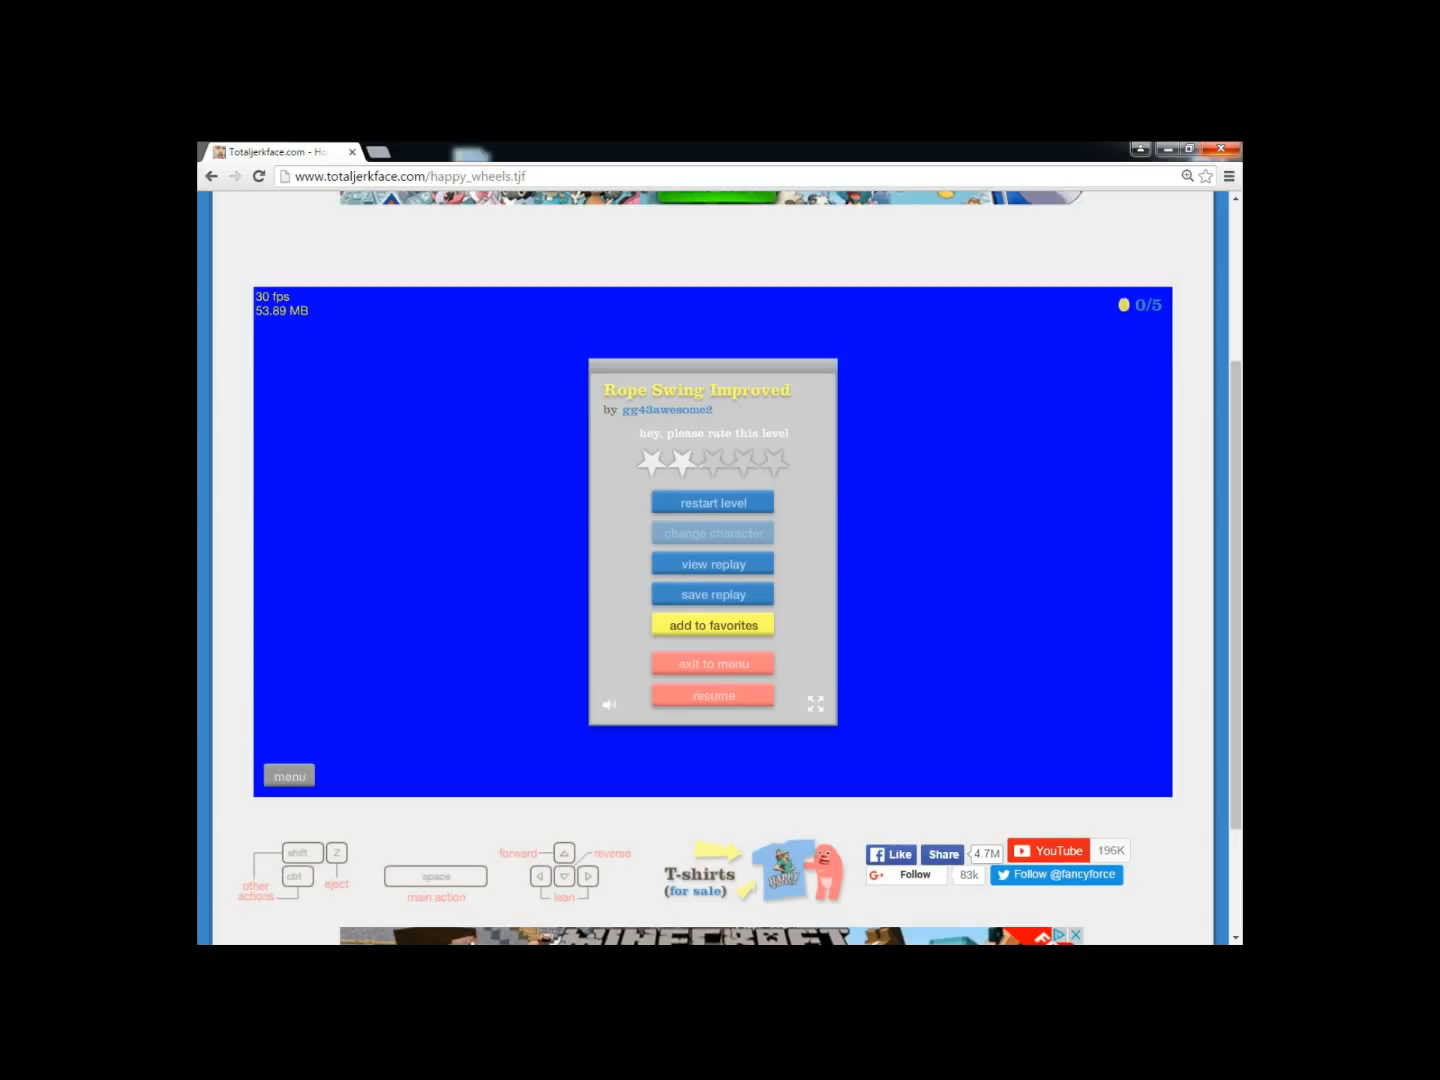 Totaljerkface.com - Ha
www.totaljerkface.com/happy_wheels.tjf
30 fps
53.89 MB
0/5
Rope Swing Improved
by gg43awesome2
hey, please rate this level
restart level
change character
view replay
save replay
add to favorites
exit to menu
resume
menu
shift
Z
ctrl
other
actions
eject
space
main action
forward
reverse
lean
T-shirts
(for sale)
Like
Share
4.7M
YouTube
196K
G+ Follow
83k
Follow @fancyforce
MINECRAFT